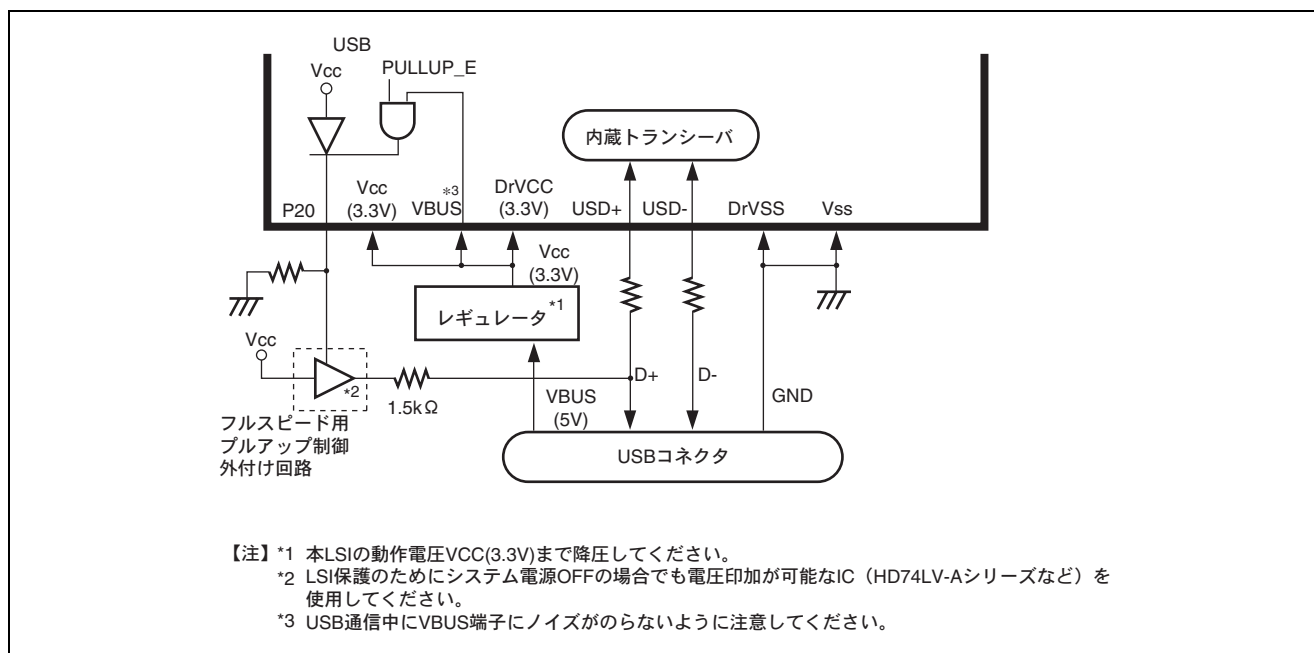 USB
Vcc
PULLUP_E
内蔵トランシーバ
P20
Vcc
(3.3V)
*3
VBUS
DrVCC
(3.3V)
USD+
USD-
DrVSS
Vss
Vcc
(3.3V)
レギュレータ*1
Vcc
*2
1.5kΩ
VBUS
(5V)
D+
D-
GND
フルスピード用
プルアップ制御
外付け回路
USBコネクタ
【注】 *1 本LSIの動作電圧VCC(3.3V)まで降圧してください。
*2 LSI保護のためにシステム電源OFFの場合でも電圧印加が可能なIC（HD74LV-Aシリーズなど）を
使用してください。
*3 USB通信中にVBUS端子にノイズがのらないように注意してください。